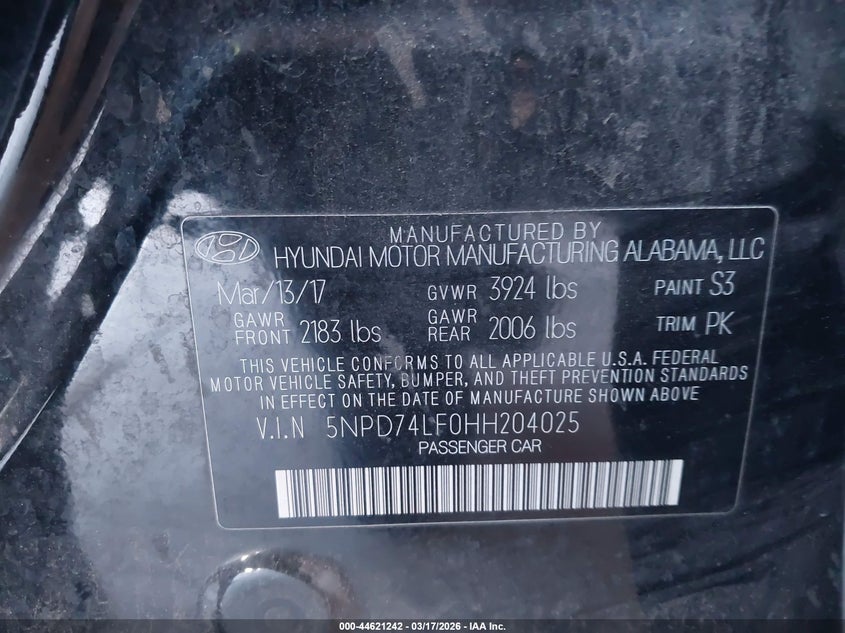 MANUFACTURED BY
HYUNDAI MOTOR MANUFACTURING ALABAMA, LLC
Mar/13/17 GVWR 3924 lbs PAINT S3
GAWR FRONT 2183 lbs GAWR REAR 2006 lbs TRIM PK
THIS VEHICLE CONFORMS TO ALL APPLICABLE U.S.A. FEDERAL
MOTOR VEHICLE SAFETY, BUMPER, AND THEFT PREVENTION STANDARDS
IN EFFECT ON THE DATE OF MANUFACTURE SHOWN ABOVE
V.I.N 5NPD74LF0HH204025
PASSENGER CAR
000-44621242 - 03/17/2026 - IAA Inc.